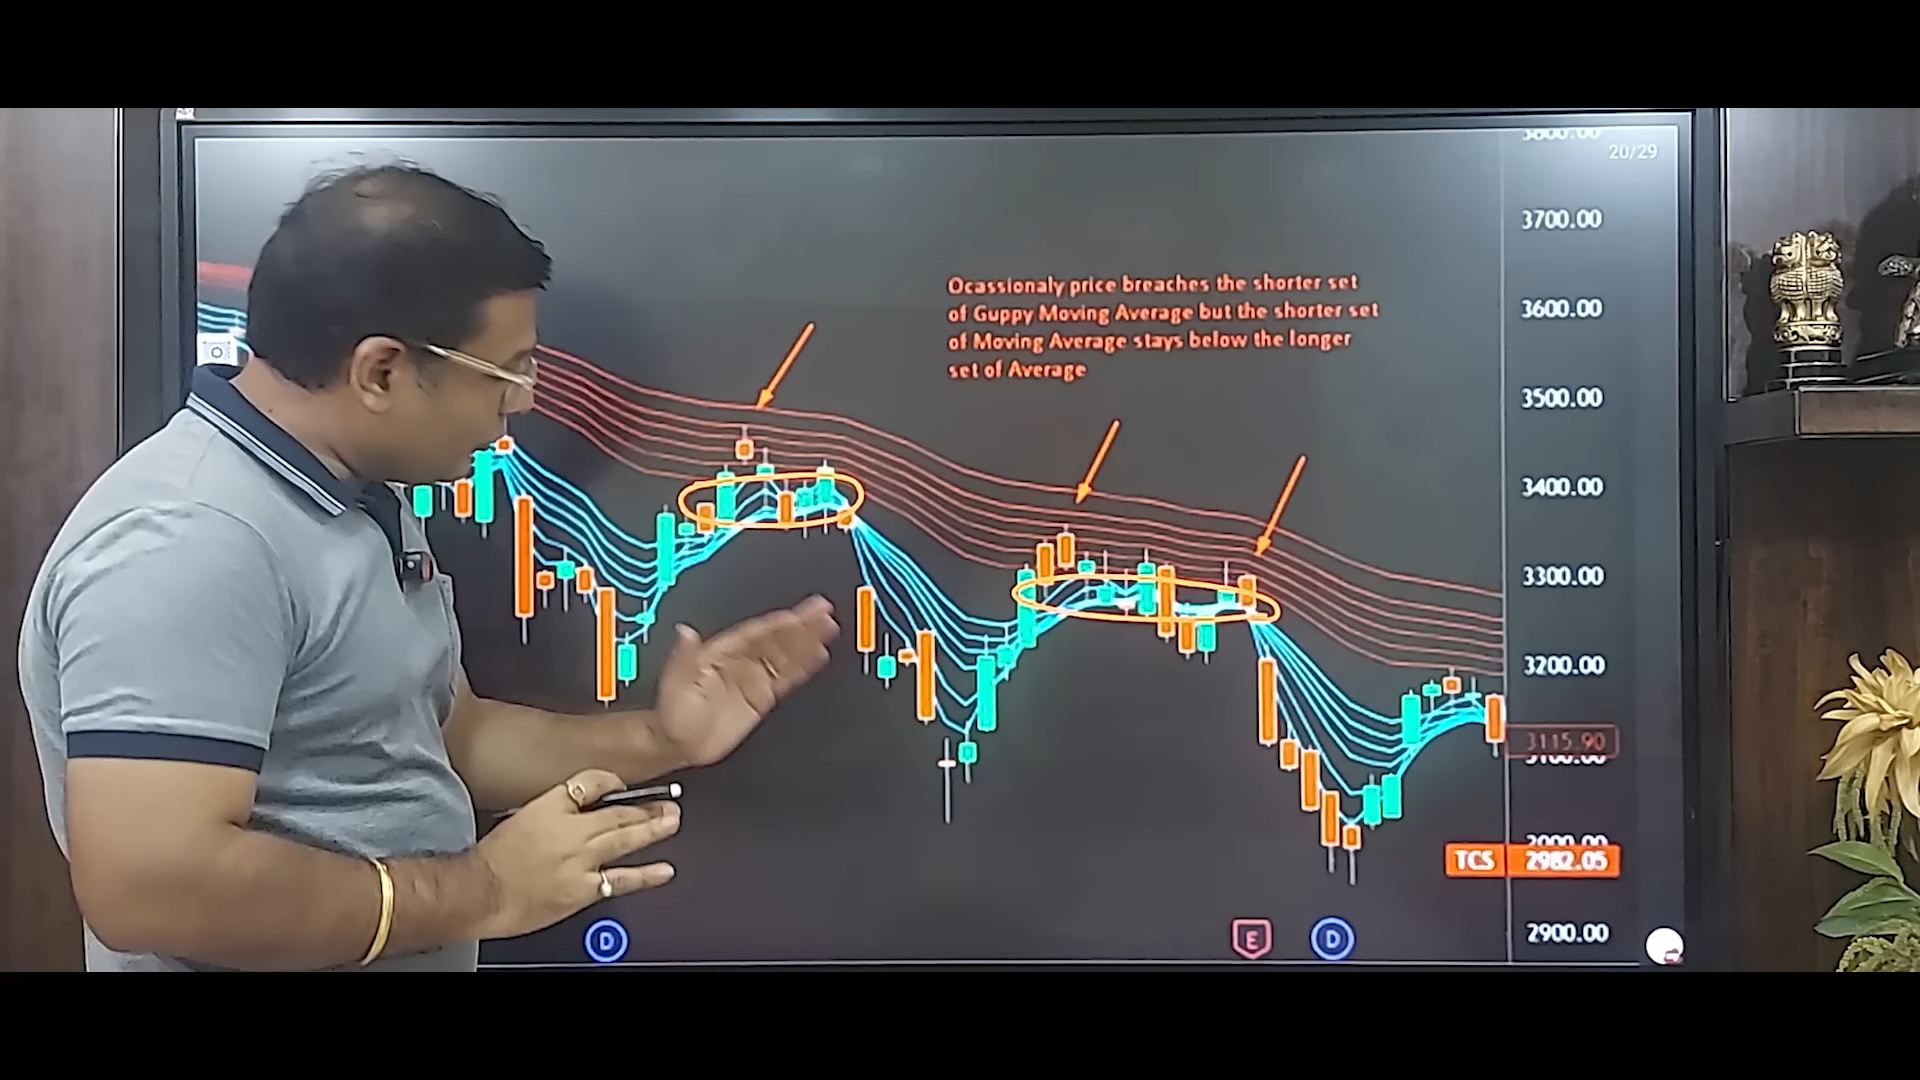 20/29
3700.00
Ocassionaly price breaches the shorter set
of Guppy Moving Average but the shorter set
of Moving Average stays below the longer
set of Average
3600.00
3500.00
3400.00
3300.00
3200.00
3115.90
TCS 2982.05
D
E
D
2900.00